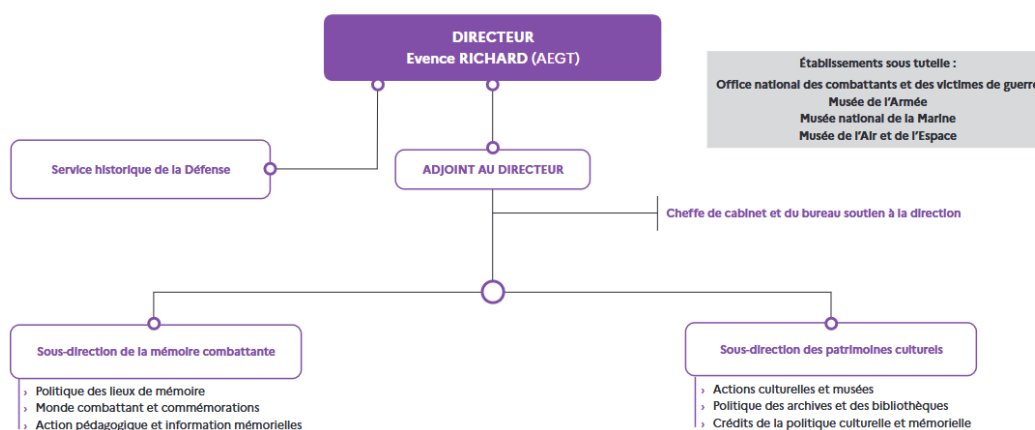 DIRECTEUR
Evence RICHARD (AEGT)
Établissements sous tutelle :
Office national des combattants et des victimes de guerre
Musée de l'Armée
Musée national de la Marine
Musée de l'Air et de l'Espace
Service historique de la Défense
ADJOINT AU DIRECTEUR
Cheffe de cabinet et du bureau soutien à la direction
Sous-direction de la mémoire combattante
› Politique des lieux de mémoire
› Monde combattant et commémorations
› Action pédagogique et information mémorielles
Sous-direction des patrimoines culturels
› Actions culturelles et musées
› Politique des archives et des bibliothèques
› Crédits de la politique culturelle et mémorielle